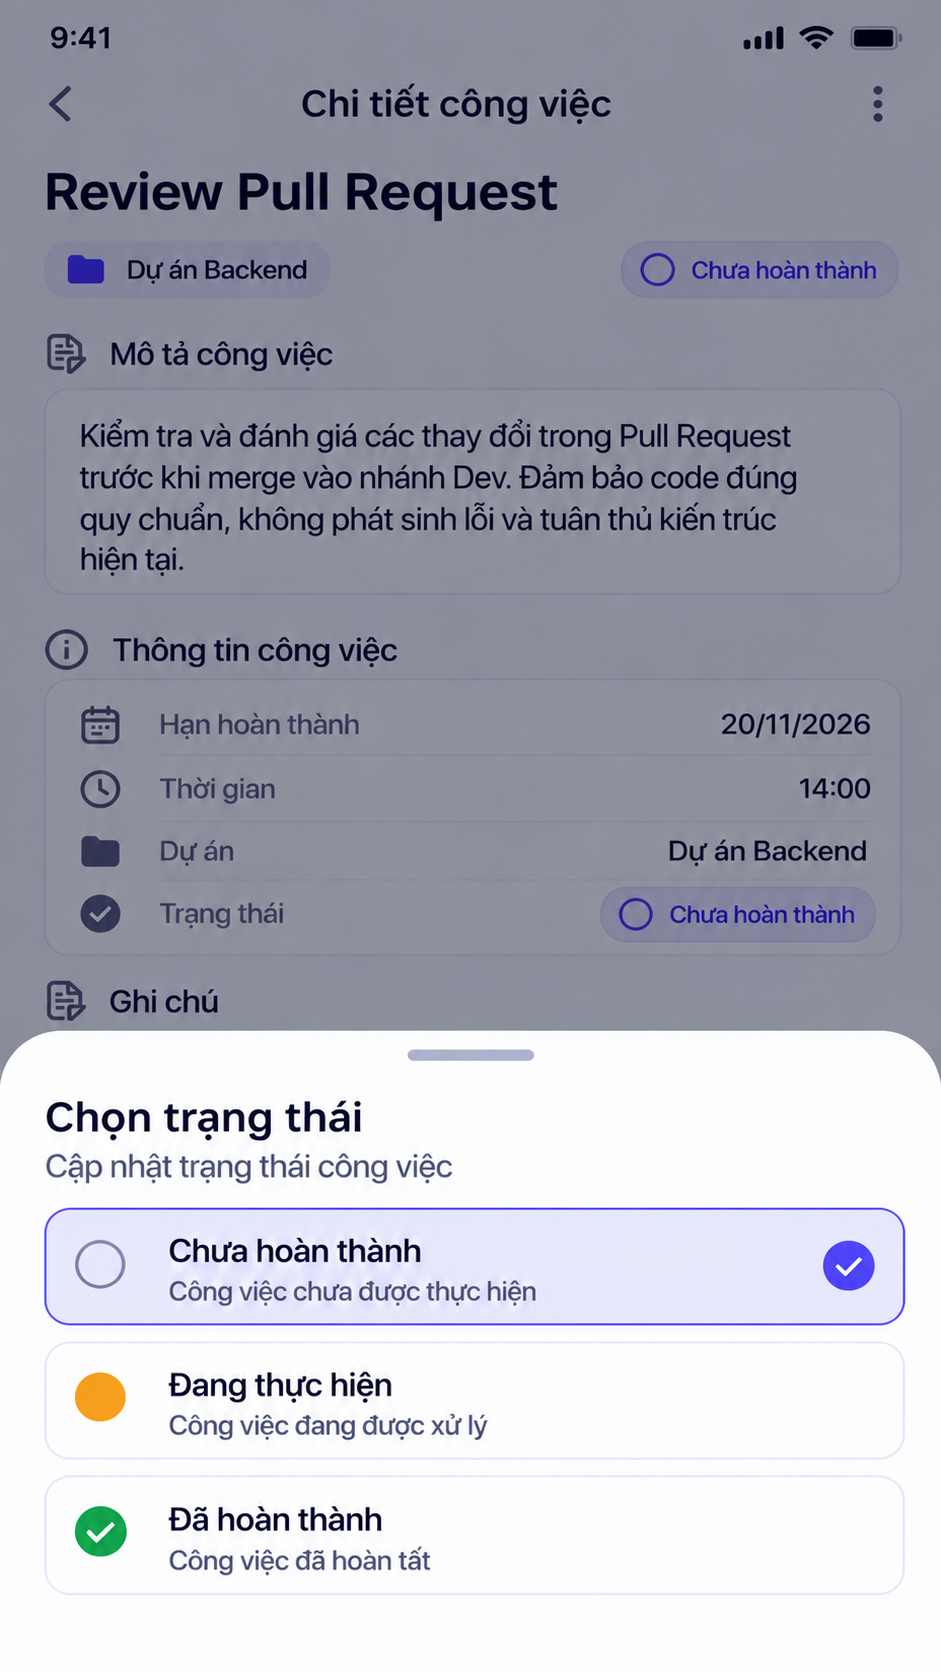 9:41
Chi tiết công việc
Review Pull Request
Dự án Backend
Chưa hoàn thành
Mô tả công việc
Kiểm tra và đánh giá các thay đổi trong Pull Request
trước khi merge vào nhánh Dev. Đảm bảo code đúng
quy chuẩn, không phát sinh lỗi và tuân thủ kiến trúc
hiện tại.
Thông tin công việc
Hạn hoàn thành
20/11/2026
Thời gian
14:00
Dự án
Dự án Backend
Trạng thái
Chưa hoàn thành
Ghi chú
Chọn trạng thái
Cập nhật trạng thái công việc
Chưa hoàn thành
Công việc chưa được thực hiện
Đang thực hiện
Công việc đang được xử lý
Đã hoàn thành
Công việc đã hoàn tất